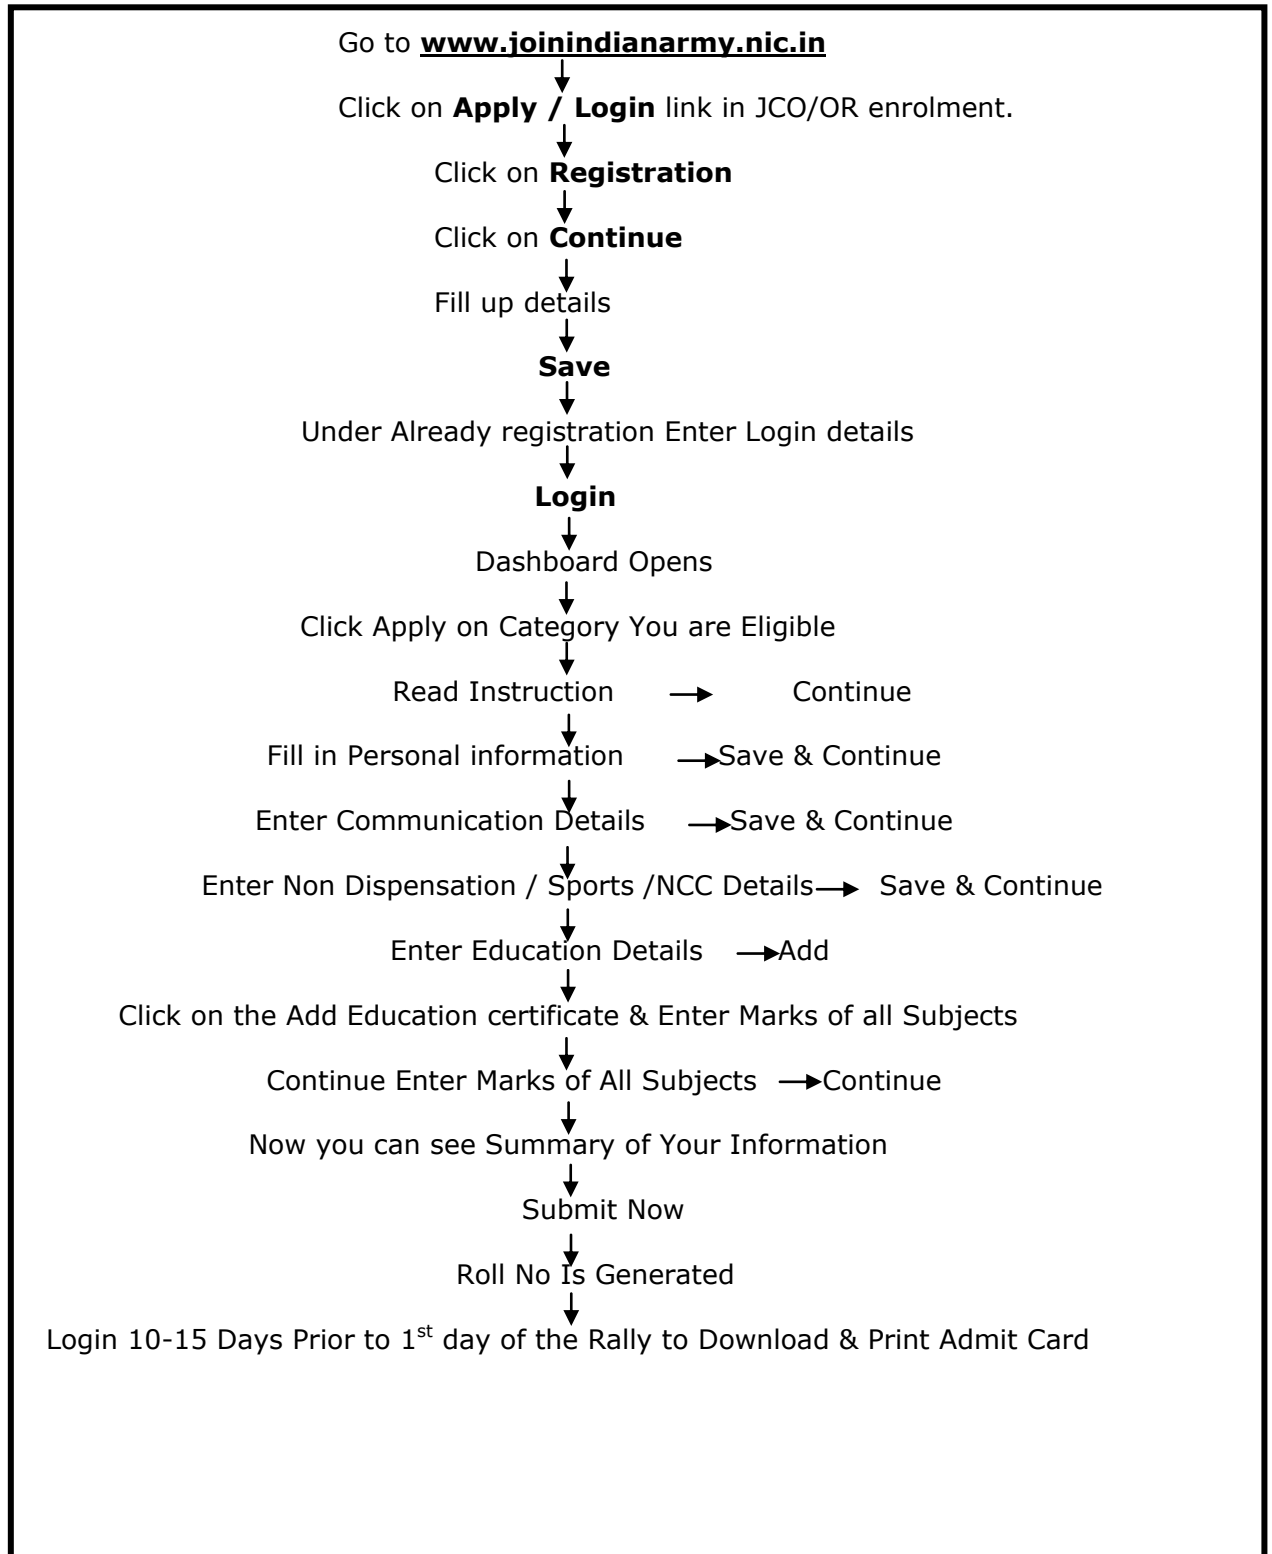 Go to www.joinindianarmy.nic.in
Click on Apply / Login link in JCO/OR enrolment.
Click on Registration
Click on Continue
Fill up details
Save
Under Already registration Enter Login details
Login
Dashboard Opens
Click Apply on Category You are Eligible
Read Instruction Continue
Fill in Personal information Save & Continue
Enter Communication Details Save & Continue
Enter Non Dispensation / Sports /NCC Details Save & Continue
Enter Education Details Add
Click on the Add Education certificate & Enter Marks of all Subjects
Continue Enter Marks of All Subjects Continue
Now you can see Summary of Your Information
Submit Now
Roll No Is Generated
Login 10-15 Days Prior to 1st day of the Rally to Download & Print Admit Card